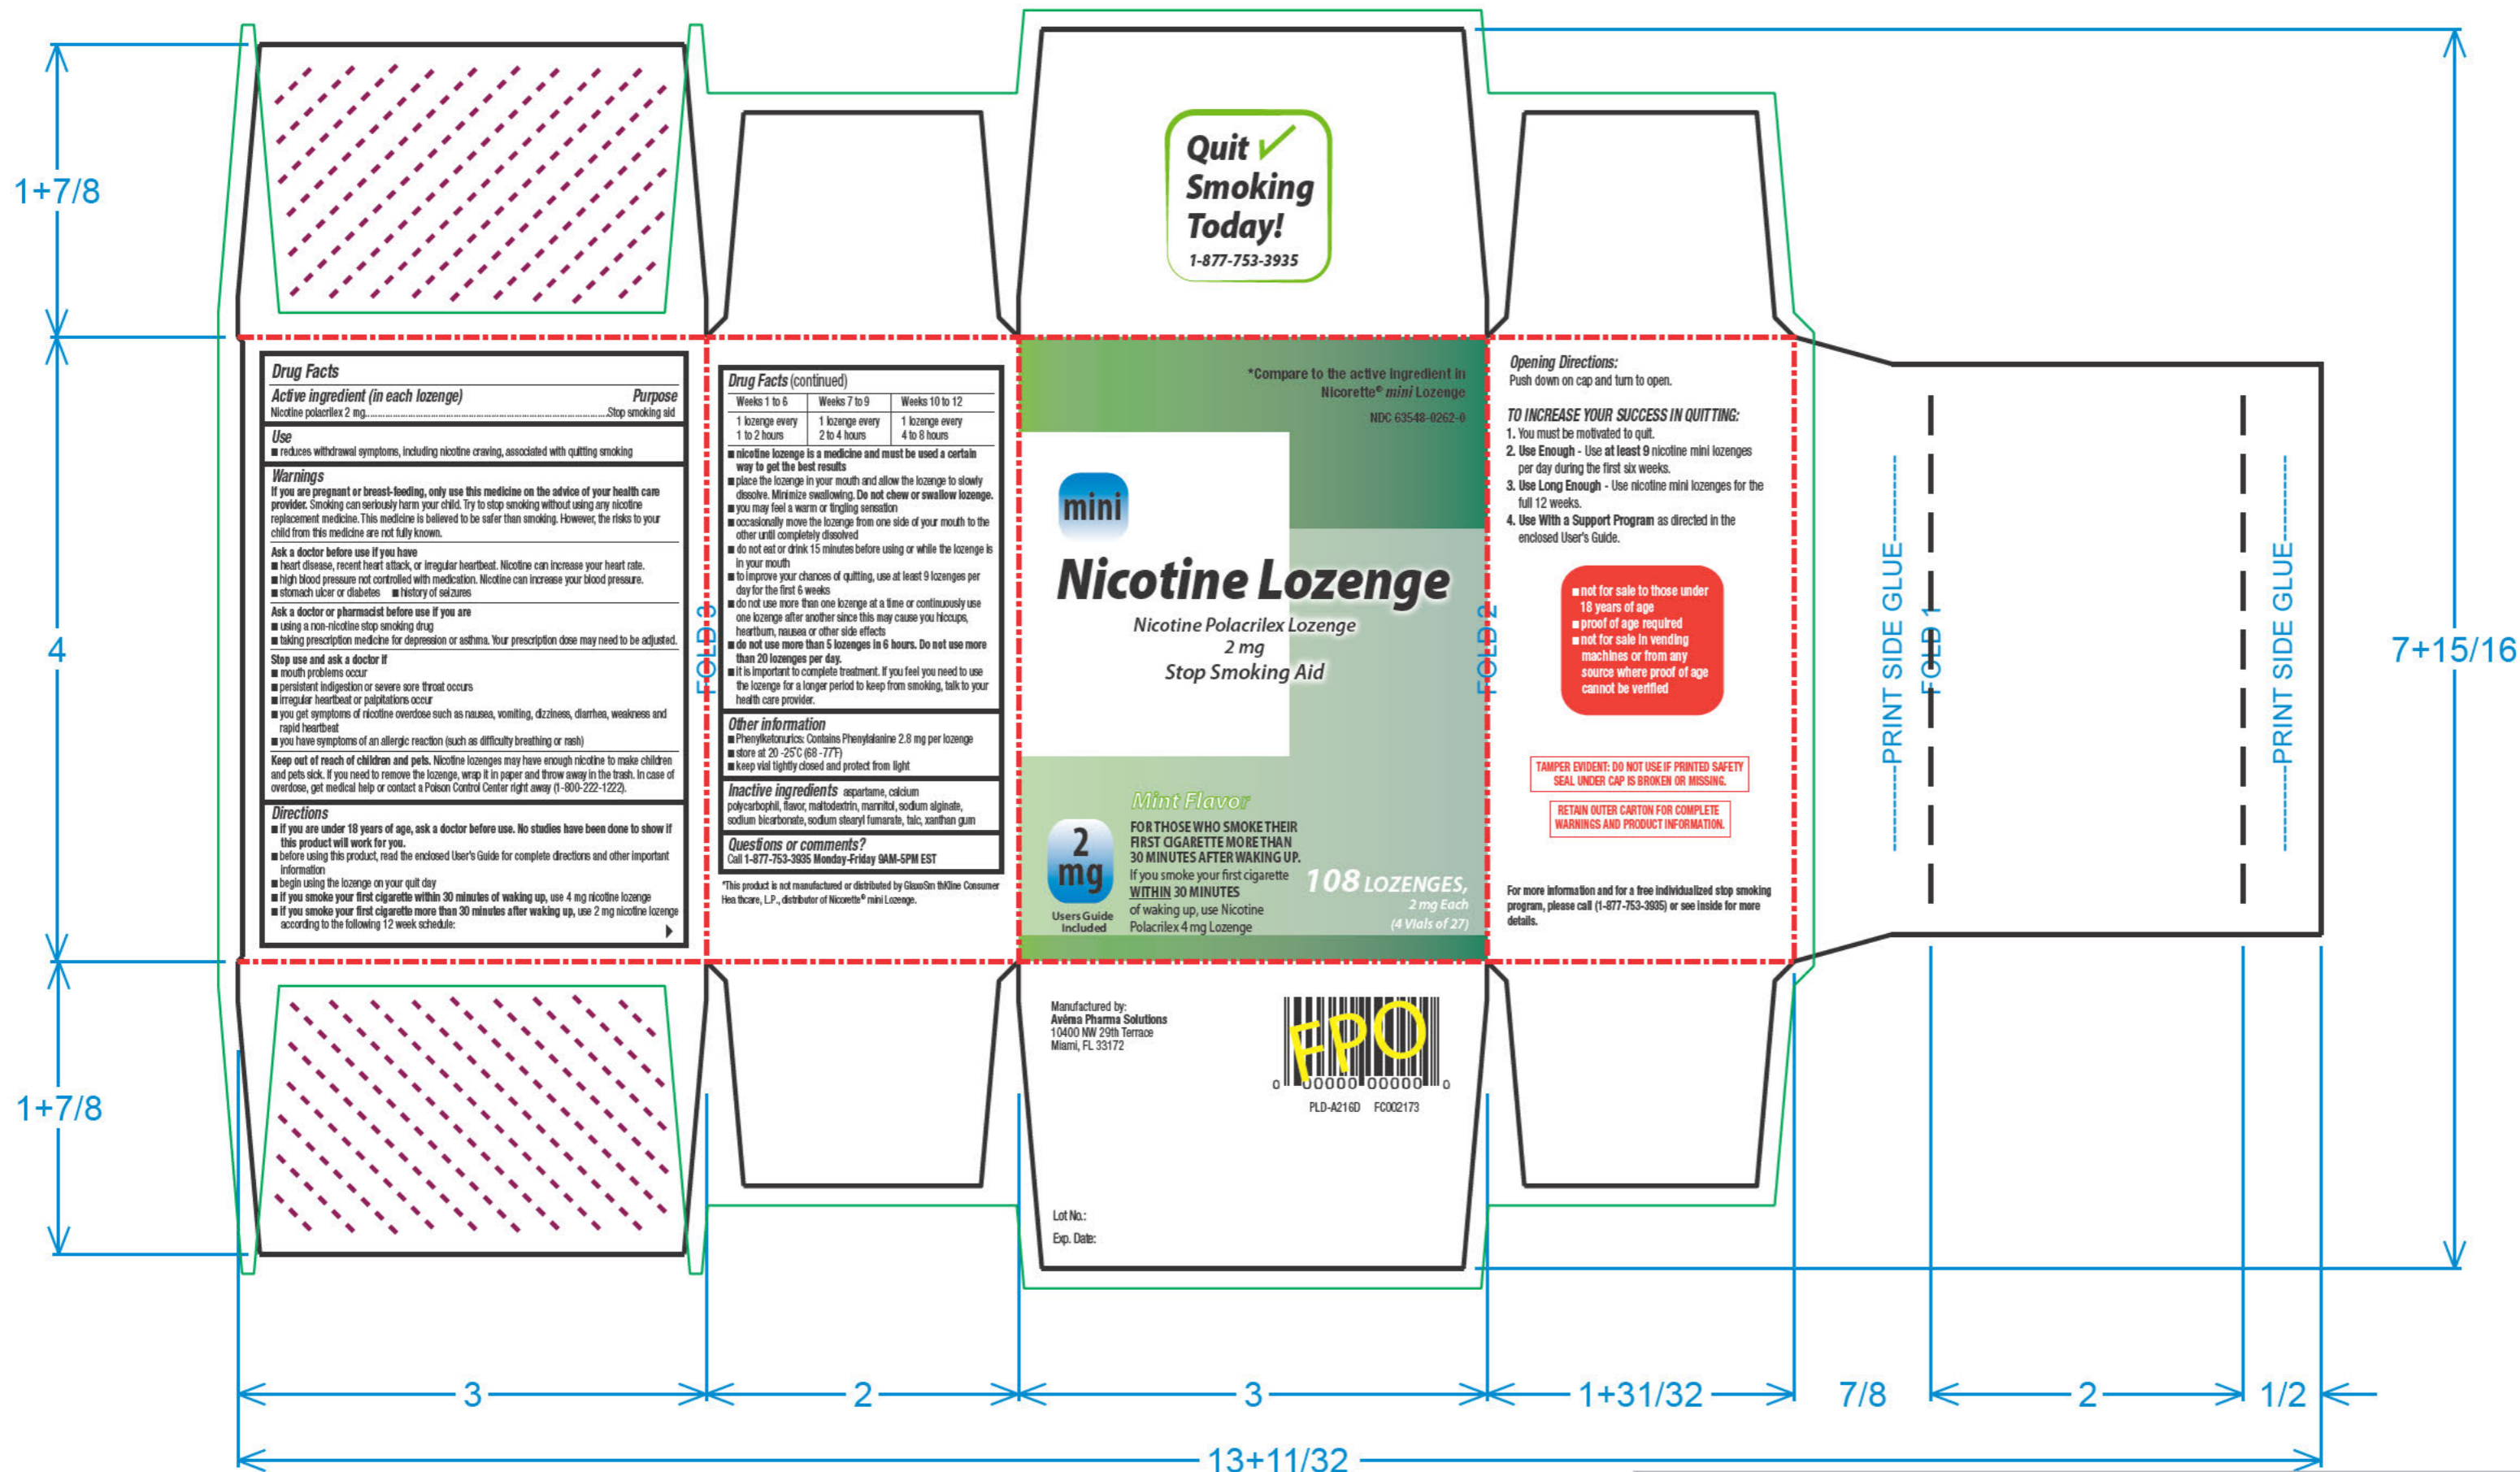 1+7/8
4
1+7/8
Quit
Smoking
Today!
1-877-753-3935
Drug Facts
Active ingredient (in each lozenge) Purpose
Nicotine polacrilex 2 mg....................Stop smoking aid
Use
■ reduces withdrawal symptoms, including nicotine craving, associated with quitting smoking
Warnings
If you are pregnant or breast-feeding, only use this medicine on the advice of your health care
provider. Smoking can seriously harm your child. Try to stop smoking without using any nicotine
replacement medicine. This medicine is believed to be safer than smoking. However, the risks to your
child from this medicine are not fully known.
Ask a doctor before use if you have
■ heart disease, recent heart attack, or irregular heartbeat. Nicotine can increase your heart rate.
■ high blood pressure not controlled with medication. Nicotine can increase your blood pressure.
■ stomach ulcer or diabetes ■ history of seizures
Ask a doctor or pharmacist before use if you are
■ using a non-nicotine stop smoking drug
■ taking prescription medicine for depression or asthma. Your prescription dose may need to be adjusted.
Stop use and ask a doctor if
■ mouth problems occur
■ persistent indigestion or severe sore throat occurs
■ irregular heartbeat or palpitations occur
■ you get symptoms of nicotine overdose such as nausea, vomiting, dizziness, diarrhea, weakness and
rapid heartbeat
■ you have symptoms of an allergic reaction (such as difficulty breathing or rash)
Keep out of reach of children and pets. Nicotine lozenges may have enough nicotine to make children
and pets sick. If you need to remove the lozenge, wrap it in paper and throw away in the trash. In case of
overdose, get medical help or contact a Poison Control Center right away (1-800-222-1222).
Directions
■ if you are under 18 years of age, ask a doctor before use. No studies have been done to show if
this product will work for you.
■ before using this product, read the enclosed User's Guide for complete directions and other important
information
■ begin using the lozenge on your quit day
■ if you smoke your first cigarette within 30 minutes of waking up, use 4 mg nicotine lozenge
■ if you smoke your first cigarette more than 30 minutes after waking up, use 2 mg nicotine lozenge
according to the following 12 week schedule:
FOLD 3
Drug Facts (continued)
Weeks 1 to 6 Weeks 7 to 9 Weeks 10 to 12
1 lozenge every 1 lozenge every 1 lozenge every
1 to 2 hours 2 to 4 hours 4 to 8 hours
■ nicotine lozenge is a medicine and must be used a certain
way to get the best results
■ place the lozenge in your mouth and allow the lozenge to slowly
dissolve. Minimize swallowing. Do not chew or swallow lozenge.
■ you may feel a warm or tingling sensation
■ occasionally move the lozenge from one side of your mouth to the
other until completely dissolved
■ do not eat or drink 15 minutes before using or while the lozenge is
in your mouth
■ to improve your chances of quitting, use at least 9 lozenges per
day for the first 6 weeks
■ do not use more than one lozenge at a time or continuously use
one lozenge after another since this may cause you hiccups,
heartburn, nausea or other side effects
■ do not use more than 5 lozenges in 6 hours. Do not use more
than 20 lozenges per day.
■ it is important to complete treatment. If you feel you need to use
the lozenge for a longer period to keep from smoking, talk to your
health care provider.
Other information
■ Phenylketonurics: Contains Phenylalanine 2.8 mg per lozenge
■ store at 20 -25˚C (68 -77˚F)
■ keep vial tightly closed and protect from light
Inactive ingredients aspartame, calcium
polycarbophil, flavor, maltodextrin, mannitol, sodium alginate,
sodium bicarbonate, sodium stearyl fumarate, talc, xanthan gum
Questions or comments?
Call 1-877-753-3935 Monday-Friday 9AM-5PM EST
*This product is not manufactured or distributed by GlaxoSm thKline Consumer
Hea thcare, L.P., distributor of Nicorette® mini Lozenge.
*Compare to the active ingredient in
Nicorette® mini Lozenge
NDC 63548-0262-0
mini
Nicotine Lozenge
Nicotine Polacrilex Lozenge
2 mg
Stop Smoking Aid
Mint Flavor
2
mg
Users Guide
Included
FOR THOSE WHO SMOKE THEIR
FIRST CIGARETTE MORE THAN
30 MINUTES AFTER WAKING UP.
If you smoke your first cigarette
WITHIN 30 MINUTES
of waking up, use Nicotine
Polacrilex 4 mg Lozenge
108 LOZENGES,
2 mg Each
(4 Vials of 27)
FOLD 2
Opening Directions:
Push down on cap and turn to open.
TO INCREASE YOUR SUCCESS IN QUITTING:
1. You must be motivated to quit.
2. Use Enough - Use at least 9 nicotine mini lozenges
per day during the first six weeks.
3. Use Long Enough - Use nicotine mini lozenges for the
full 12 weeks.
4. Use With a Support Program as directed in the
enclosed User's Guide.
■ not for sale to those under
18 years of age
■ proof of age required
■ not for sale in vending
machines or from any
source where proof of age
cannot be verified
TAMPER EVIDENT: DO NOT USE IF PRINTED SAFETY
SEAL UNDER CAP IS BROKEN OR MISSING.
RETAIN OUTER CARTON FOR COMPLETE
WARNINGS AND PRODUCT INFORMATION.
For more information and for a free individualized stop smoking
program, please call (1-877-753-3935) or see inside for more
details.
PRINT SIDE GLUE
FOLD 1
PRINT SIDE GLUE
7+15/16
Manufactured by:
Avéma Pharma Solutions
10400 NW 29th Terrace
Miami, FL 33172
FPO
0 00000 00000 0
PLD-A216D FC002173
Lot No.:
Exp. Date:
3 2 3 1+31/32 7/8 2 1/2
13+11/32